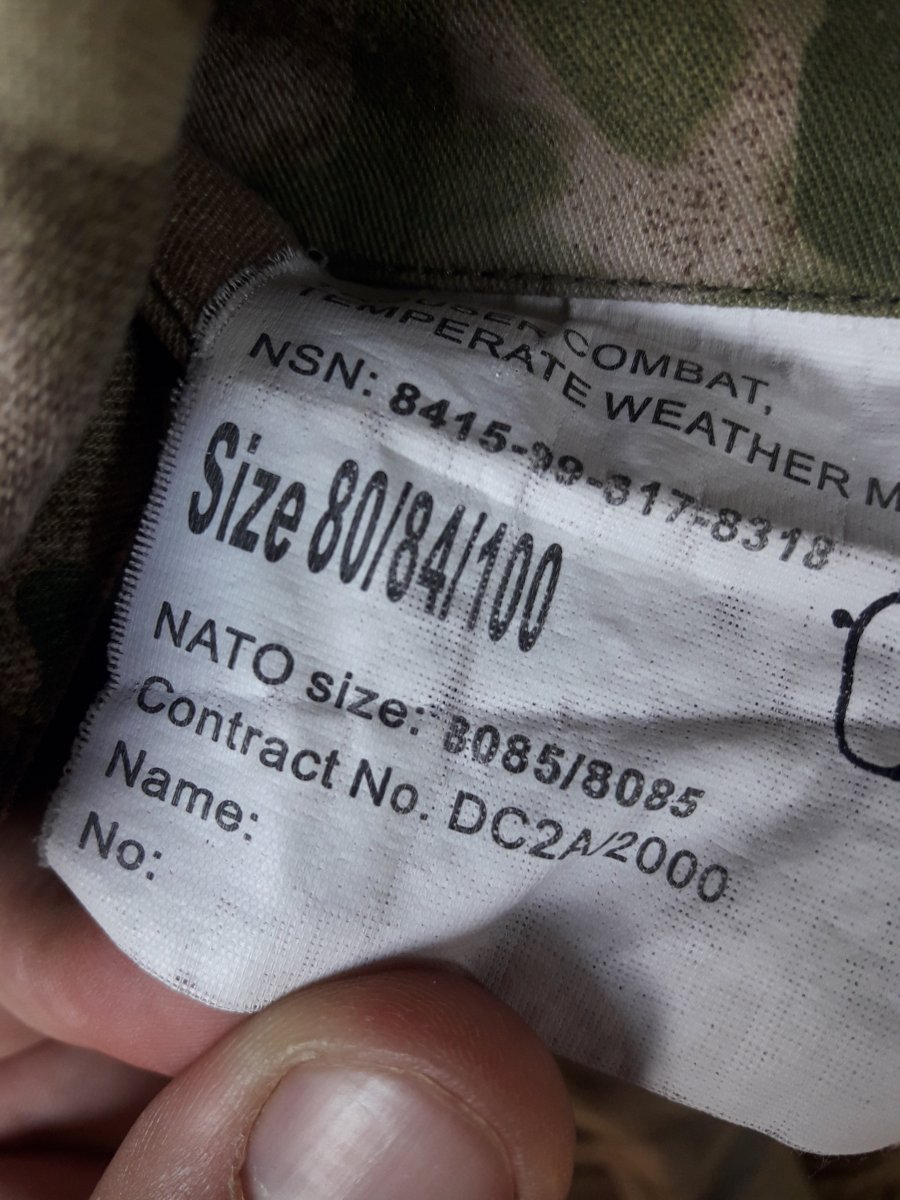 COMBAT,
TEMPERATE WEATHER M
NSN: 8415-99-817-8318
Size 80/84/100
NATO size: 8085/8085
Contract No. DC2A/2000
Name:
No: